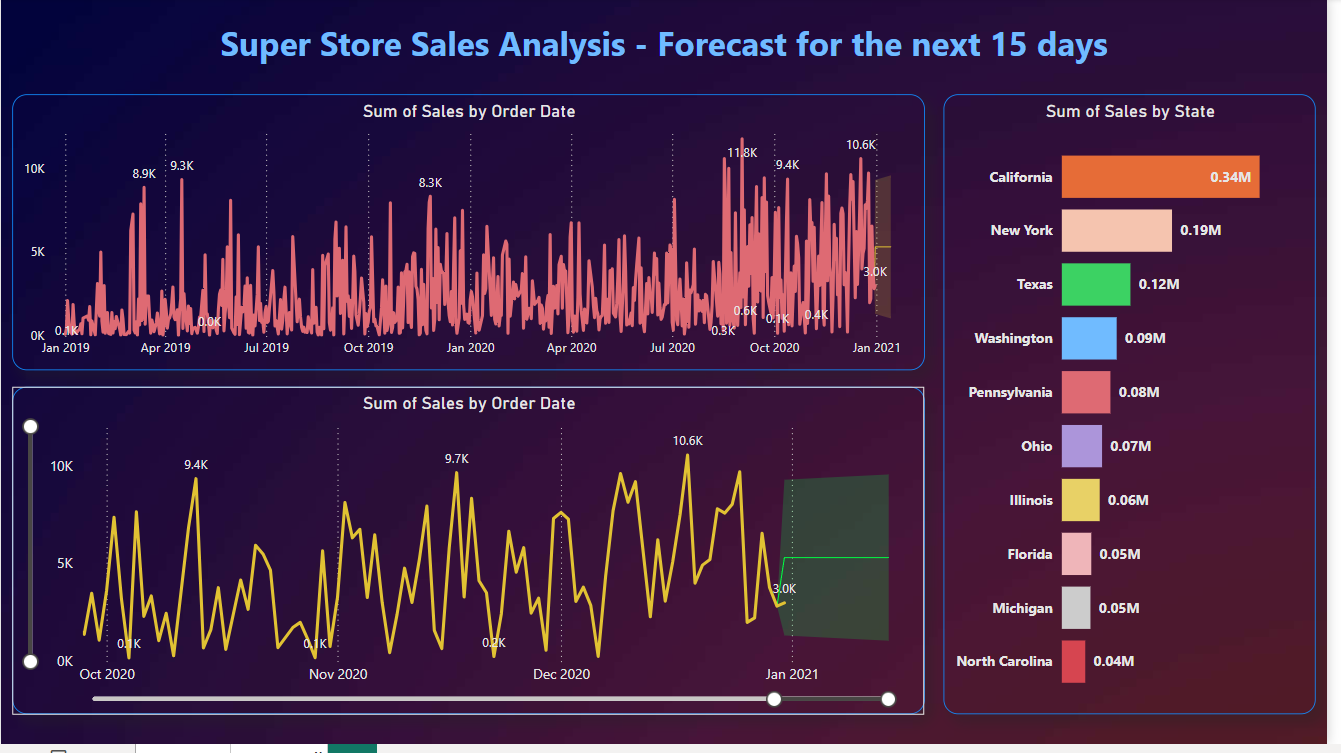 Super Store Sales Analysis - Forecast for the next 15 days
Sum of Sales by Order Date
10K
5K
0K
8.9K
9.3K
8.3K
11.8K
9.4K
10.6K
3.0K
0.1K
0.0K
0.3K
0.6K
0.1K
0.4K
Jan 2019
Apr 2019
Jul 2019
Oct 2019
Jan 2020
Apr 2020
Jul 2020
Oct 2020
Jan 2021
Sum of Sales by Order Date
10K
5K
0K
9.4K
9.7K
10.6K
3.0K
0.1K
0.1K
0.2K
Oct 2020
Nov 2020
Dec 2020
Jan 2021
Sum of Sales by State
California 0.34M
New York 0.19M
Texas 0.12M
Washington 0.09M
Pennsylvania 0.08M
Ohio 0.07M
Illinois 0.06M
Florida 0.05M
Michigan 0.05M
North Carolina 0.04M